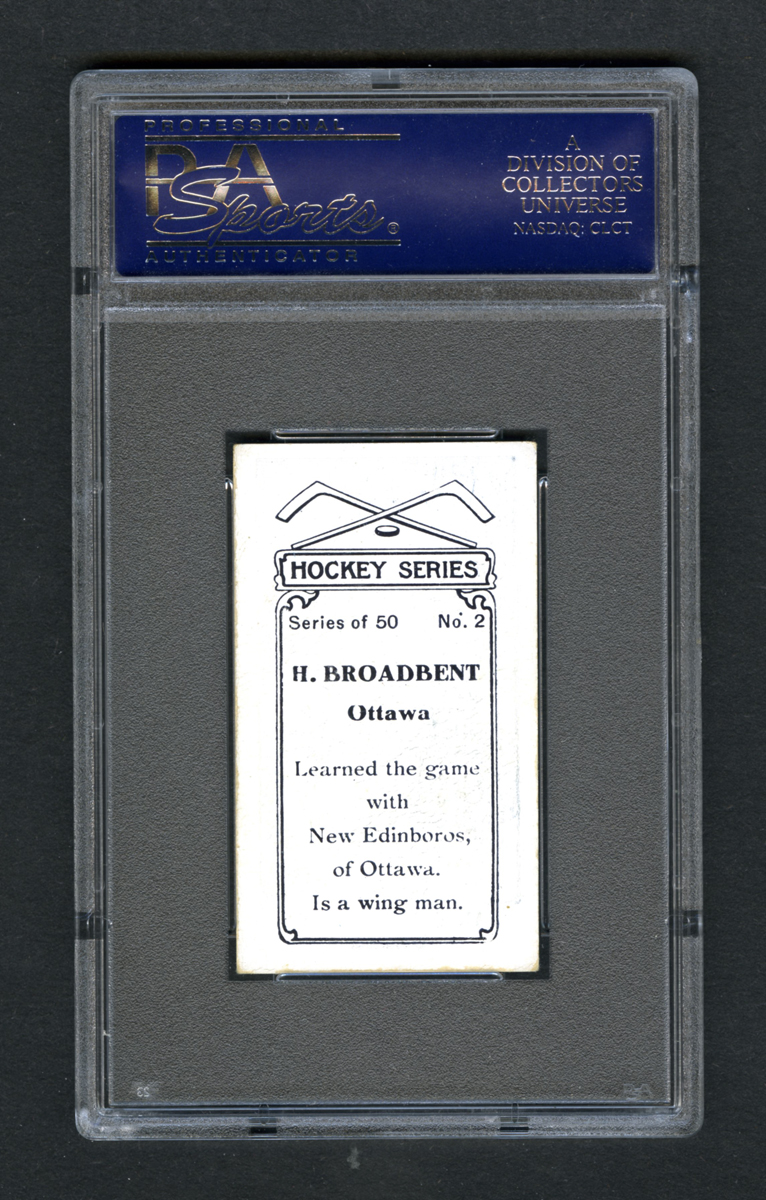 PROFESSIONAL
PSA
Sports®
AUTHENTICATOR
A
DIVISION OF
COLLECTORS
UNIVERSE
NASDAQ: CLCT
HOCKEY SERIES
Series of 50 No. 2
H. BROADBENT
Ottawa
Learned the game
with
New Edinboros,
of Ottawa.
Is a wing man.